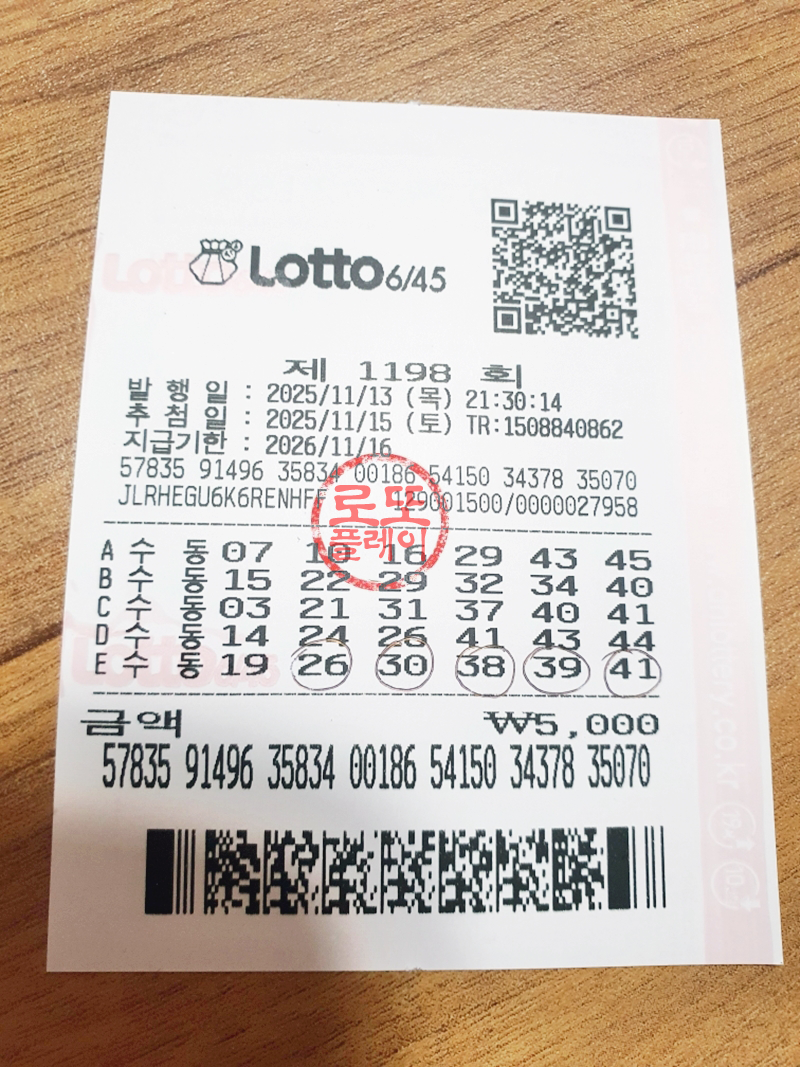 Lotto 6/45
제 1198 회
발 행 일 : 2025/11/13 (목) 21:30:14
추 첨 일 : 2025/11/15 (토) TR:1508840862
지급기한 : 2026/11/16
57835 91496 35834 00186 54150 34378 35070
129001500/0000027958
로또
플레이
A 수 동 07 10 16 29 43 45
B 수 동 15 22 29 32 34 40
C 수 동 03 21 31 37 40 41
D 수 동 14 24 26 41 43 44
E 수 동 19 26 30 38 39 41
금액 ₩5,000
57835 91496 35834 00186 54150 34378 35070